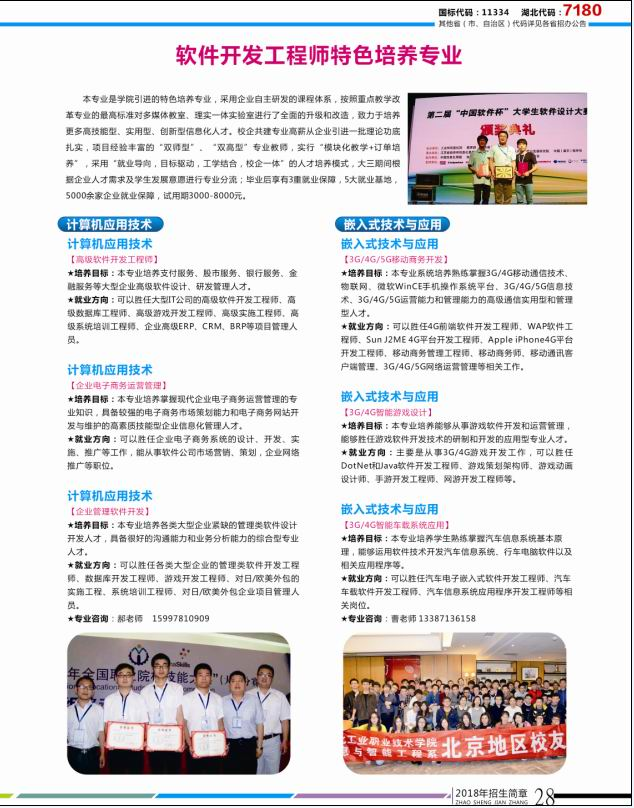 国标代码：11334 湖北代码：7180
其他省（市、自治区）代码详见各省招办公告
软件开发工程师特色培养专业
本专业是学院引进的特色培养专业，采用企业自主研发的课程体系，按照重点教学改
革专业的最高标准对多媒体教室、理实一体实验室进行了全面的升级和改造，致力于培养
更多高技能型、实用型、创新型信息化人才。校企共建专业高薪从企业引进一批理论功底
扎实，项目经验丰富的“双师型”、“双高型”专业教师，实行“模块化教学+订单培
养”，采用“就业导向，目标驱动，工学结合，校企一体”的人才培养模式，大三期间根
据企业人才需求及学生发展意愿进行专业分流；毕业后享有3重就业保障，5大就业基地，
5000余家企业就业保障，试用期3000-8000元。
第二届“中国软件杯”大学生软件设计大赛
颁奖典礼
计算机应用技术
计算机应用技术
【高级软件开发工程师】
★培养目标：本专业培养支付服务、股市服务、银行服务、金
融服务等大型企业高级软件设计、研发管理人才。
★就业方向：可以胜任大型IT公司的高级软件开发工程师、高
级数据库工程师、高级游戏开发工程师、高级实施工程师、高
级系统培训工程师、企业高级ERP、CRM、BRP等项目管理人
员。
计算机应用技术
【企业电子商务运营管理】
★培养目标：本专业培养掌握现代企业电子商务运营管理的专
业知识，具备较强的电子商务市场策划能力和电子商务网站开
发与维护的高素质技能型企业信息化管理人才。
★就业方向：可以胜任企业电子商务系统的设计、开发、实
施、推广等工作，能从事软件公司市场营销、策划，企业网络
推广等职位。
计算机应用技术
【企业管理软件开发】
★培养目标：本专业培养各类大型企业紧缺的管理类软件设计
开发人才，具备很好的沟通能力和业务分析能力的综合型专业
人才。
★就业方向：可以胜任各类大型企业的管理类软件开发工程
师、数据库开发工程师、游戏开发工程师、对日/欧美外包的
实施工程、系统培训工程师、对日/欧美外包企业项目管理人
员。
★专业咨询：郝老师 15997810909
嵌入式技术与应用
嵌入式技术与应用
【3G/4G/5G移动商务开发】
★培养目标：本专业系统培养熟练掌握3G/4G移动通信技术、
物联网、微软WinCE手机操作系统平台、3G/4G/5G信息技
术、3G/4G/5G运营能力和管理能力的高级通信实用型和管理
型人才。
★就业方向：可以胜任4G前端软件开发工程师、WAP软件工
程师、Sun J2ME 4G平台开发工程师、Apple iPhone4G平台
开发工程师、移动商务管理工程师、移动商务师、移动通讯客
户端管理、3G/4G/5G网络运营管理等相关工作。
嵌入式技术与应用
【3G/4G智能游戏设计】
★培养目标：本专业培养能够从事游戏软件开发和运营管理，
能够胜任游戏软件开发技术的研制和开发的应用型专业人才。
★就业方向：主要是从事3G/4G游戏开发工作，可以胜任
DotNet和Java软件开发工程师、游戏策划架构师、游戏动画
设计师、手游开发工程师、网游开发工程师等。
嵌入式技术与应用
【3G/4G智能车载系统应用】
★培养目标：本专业培养学生熟练掌握汽车信息系统基本原
理，能够运用软件技术开发汽车信息系统、行车电脑软件以及
相关应用程序等。
★就业方向：可以胜任汽车电子嵌入式软件开发工程师、汽车
车载软件开发工程师、汽车信息系统应用程序开发工程师等相
关岗位。
★专业咨询：曹老师 13387136158
年全国职业院校技能大赛
工业职业技术学院
与智能工程系
北京地区校友
2018年招生简章
ZHAO SHENG JIAN ZHANG
28